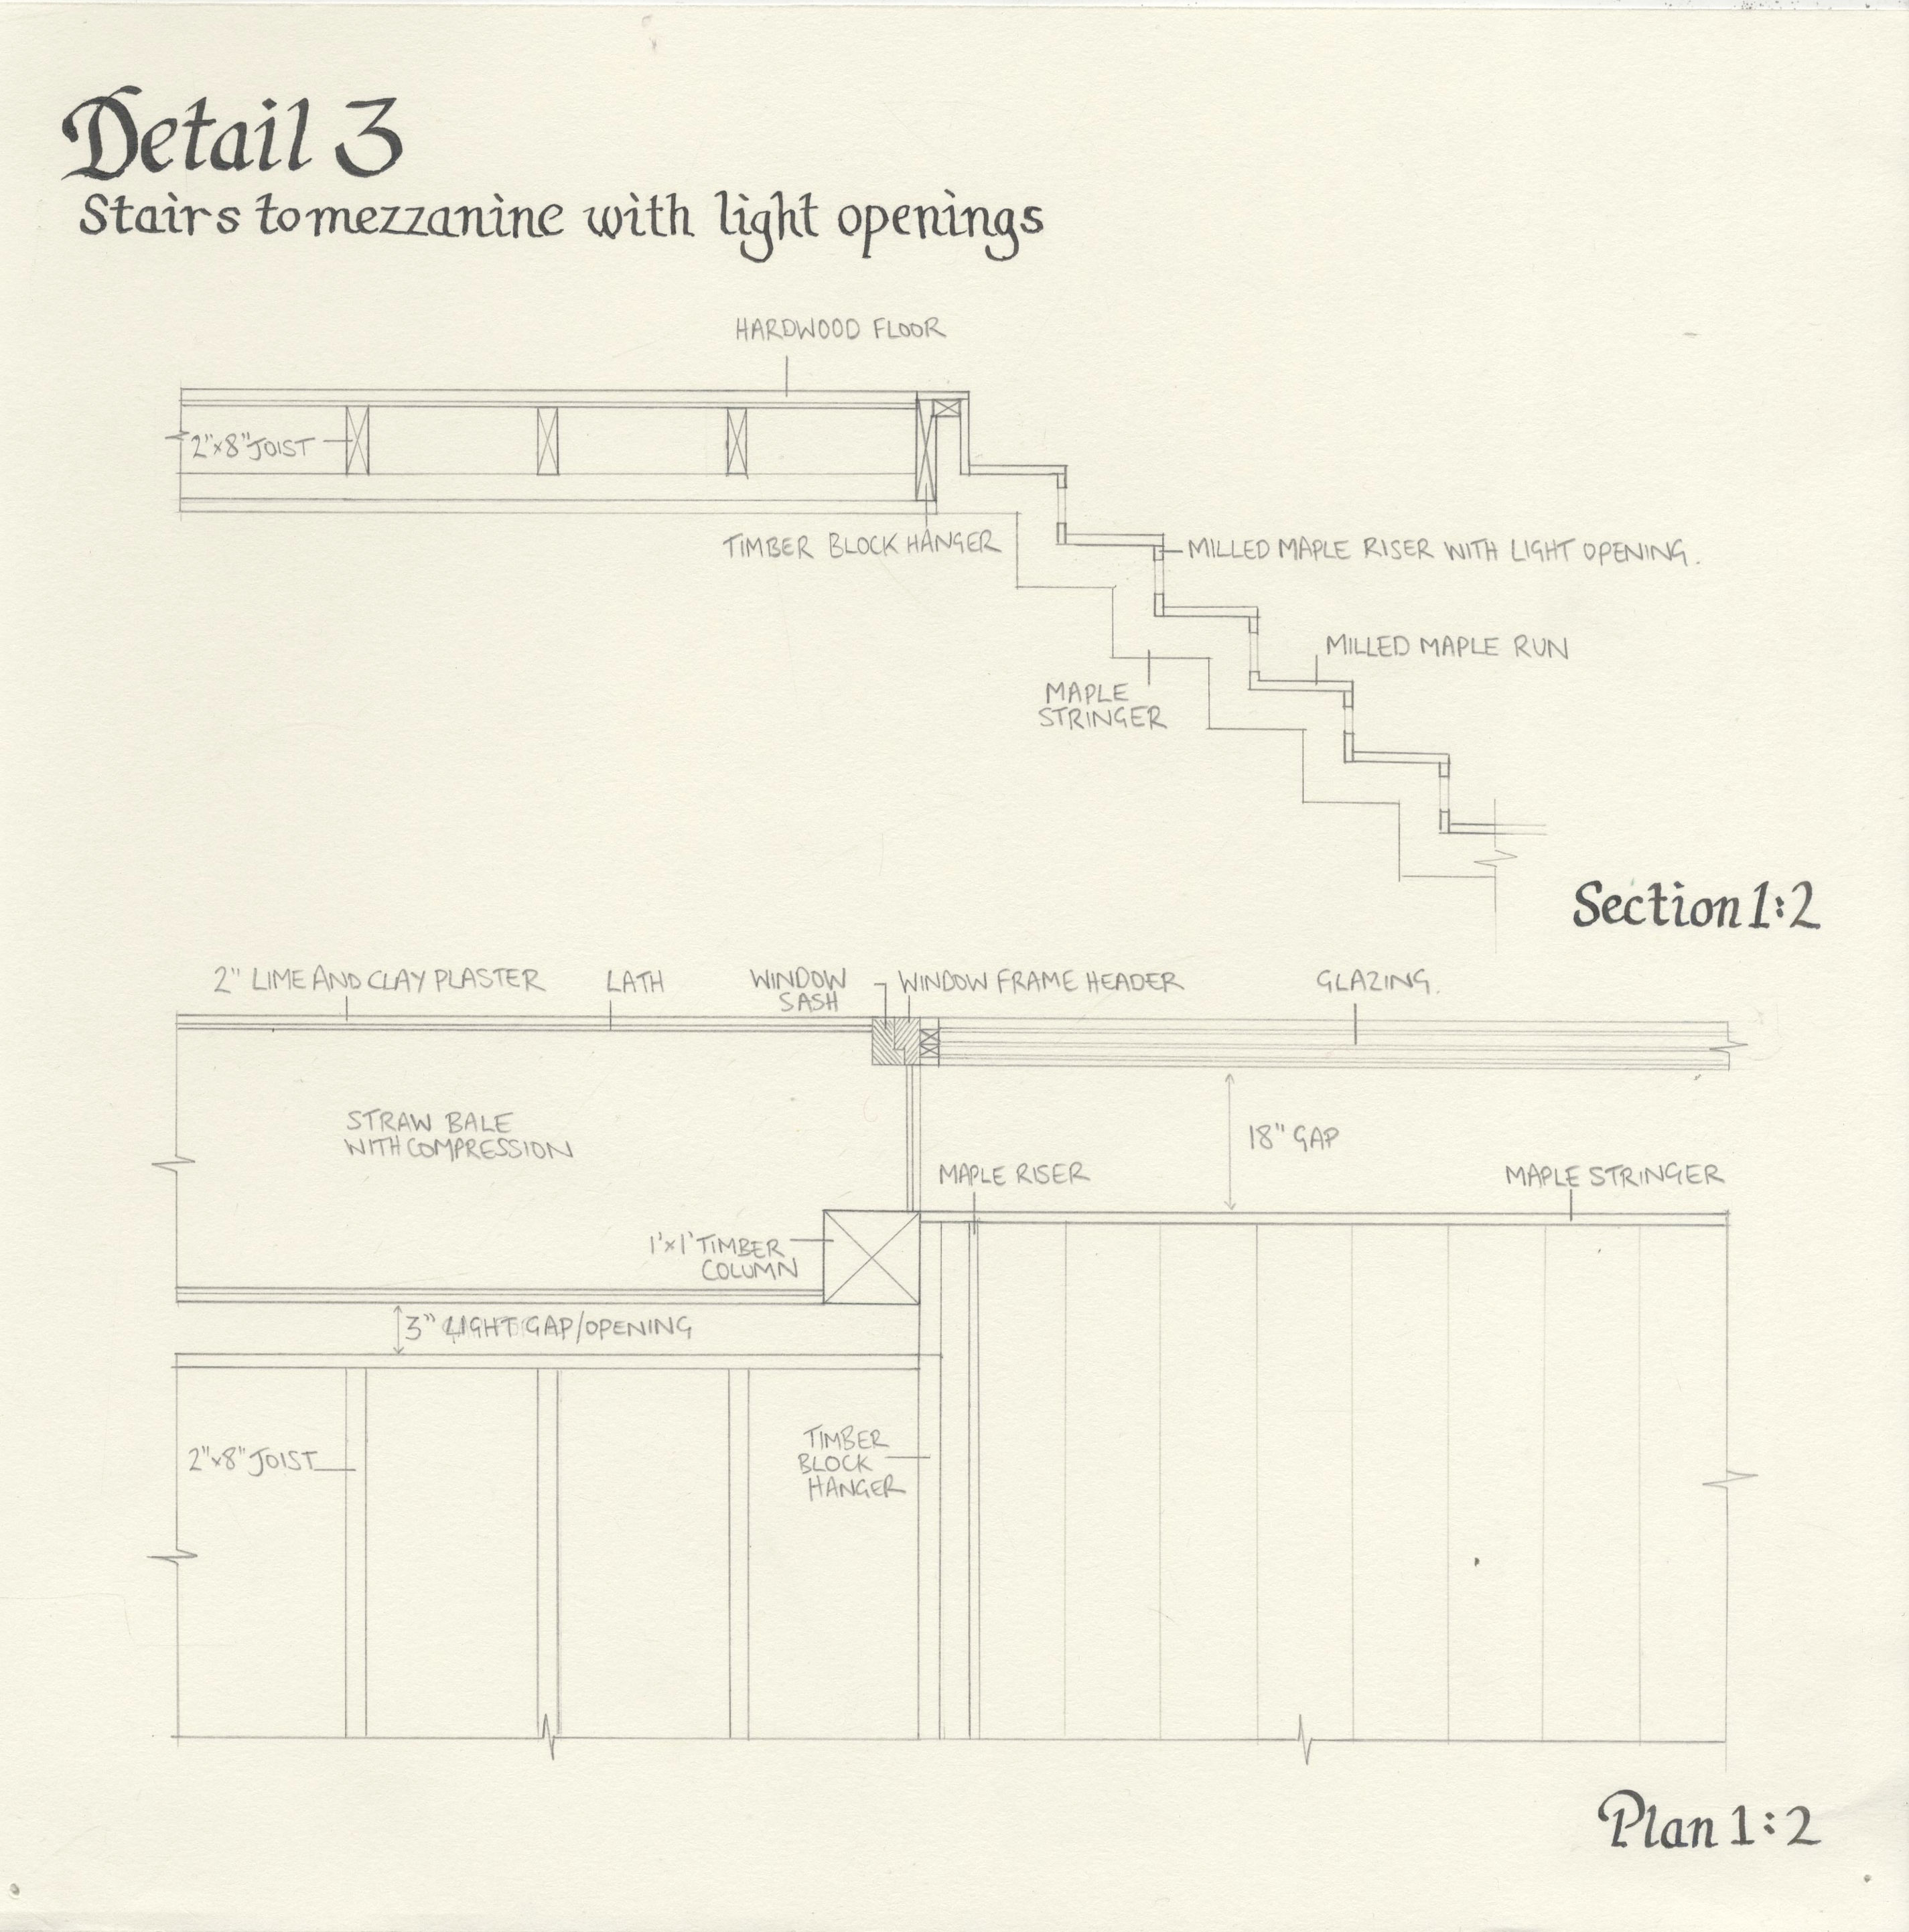 Detail 3
Stairs to mezzanine with light openings
HARDWOOD FLOOR
2"x8" JOIST
TIMBER BLOCK HANGER
MILLED MAPLE RISER WITH LIGHT OPENING.
MILLED MAPLE RUN
MAPLE
STRINGER
Section 1:2
2" LIME AND CLAY PLASTER
LATH
WINDOW
SASH
WINDOW FRAME HEADER
GLAZING.
STRAW BALE
WITH COMPRESSION
18" GAP
MAPLE RISER
MAPLE STRINGER
1'x1' TIMBER
COLUMN
3" LIGHT GAP/OPENING
2"x8" JOIST
TIMBER
BLOCK
HANGER
Plan 1:2